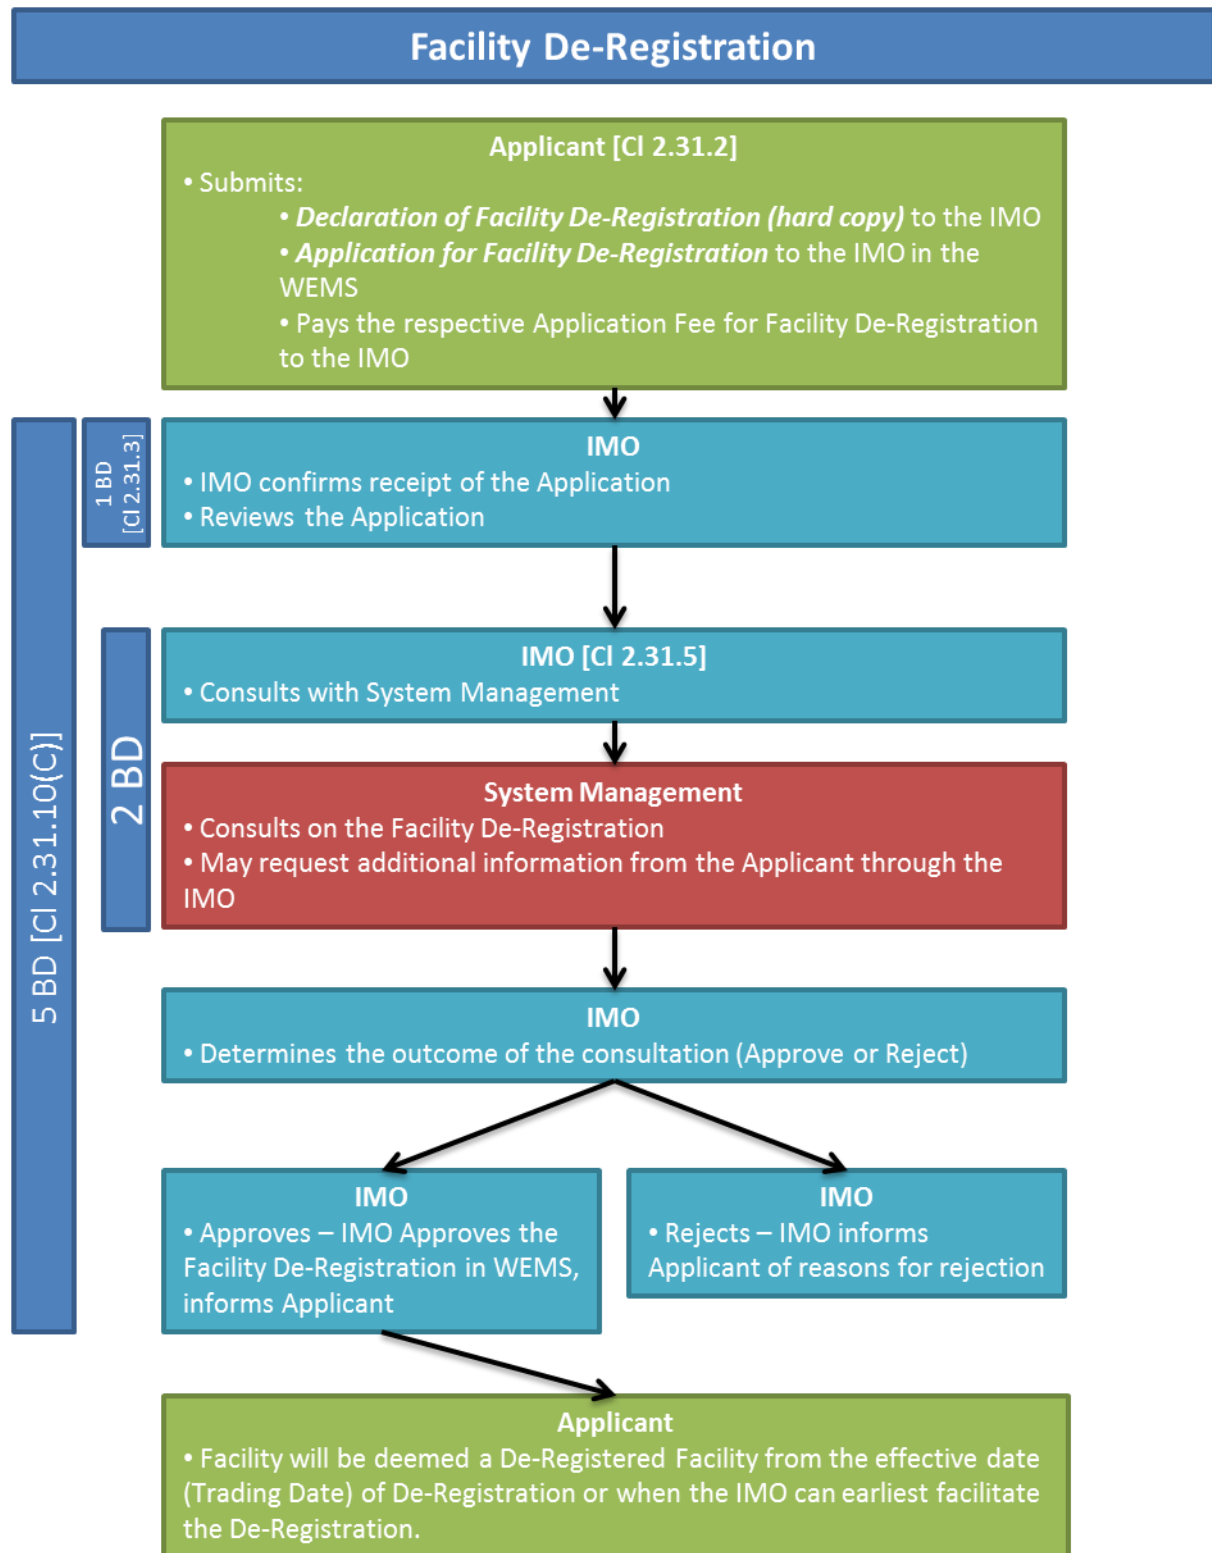 Facility De-Registration
Applicant [Cl 2.31.2]
• Submits:
• Declaration of Facility De-Registration (hard copy) to the IMO
• Application for Facility De-Registration to the IMO in the
WEMS
• Pays the respective Application Fee for Facility De-Registration
to the IMO
5 BD [Cl 2.31.10(C)]
1 BD
[Cl 2.31.3]
IMO
• IMO confirms receipt of the Application
• Reviews the Application
2 BD
IMO [Cl 2.31.5]
• Consults with System Management
System Management
• Consults on the Facility De-Registration
• May request additional information from the Applicant through the
IMO
IMO
• Determines the outcome of the consultation (Approve or Reject)
IMO
• Approves – IMO Approves the
Facility De-Registration in WEMS,
informs Applicant
IMO
• Rejects – IMO informs
Applicant of reasons for rejection
Applicant
• Facility will be deemed a De-Registered Facility from the effective date
(Trading Date) of De-Registration or when the IMO can earliest facilitate
the De-Registration.